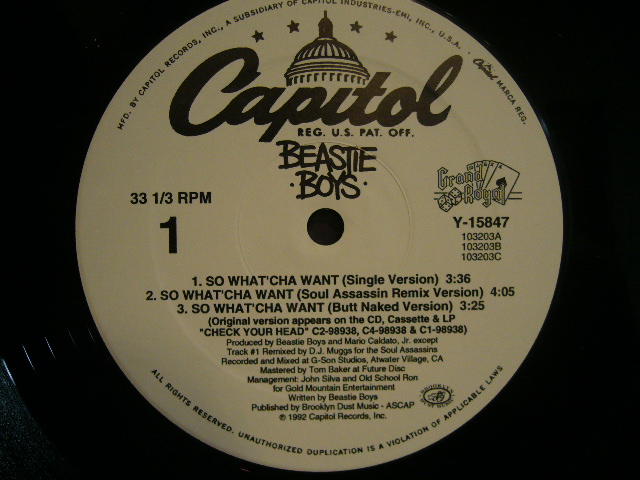 MFD. BY CAPITOL RECORDS, INC., A SUBSIDIARY OF CAPITOL INDUSTRIES-EMI, INC., U.S.A. · Capitol MARCA REG.
Capitol
REG. U.S. PAT. OFF.
BEASTIE
·BOYS·
Grand
Royal
33 1/3 RPM
1
Y-15847
103203A
103203B
103203C
1. SO WHAT'CHA WANT (Single Version) 3:36
2. SO WHAT'CHA WANT (Soul Assassin Remix Version) 4:05
3. SO WHAT'CHA WANT (Butt Naked Version) 3:25
(Original version appears on the CD, Cassette & LP
"CHECK YOUR HEAD" C2-98938, C4-98938 & C1-98938)
Produced by Beastie Boys and Mario Caldato, Jr. except
Track #1 Remixed by D.J. Muggs for the Soul Assassins
Recorded and Mixed at G-Son Studios, Atwater Village, CA
Mastered by Tom Baker at Future Disc
Management: John Silva and Old School Ron
for Gold Mountain Entertainment
Written by Beastie Boys
Published by Brooklyn Dust Music - ASCAP
℗ 1992 Capitol Records, Inc.
BROOKLYN
DUST MUSIC
ALL RIGHTS RESERVED. UNAUTHORIZED DUPLICATION IS A VIOLATION OF APPLICABLE LAWS